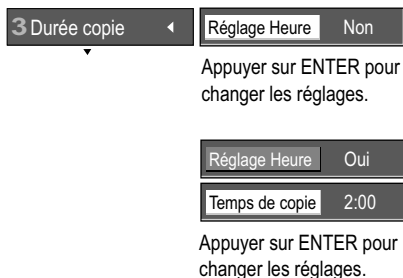 3 Durée copie
Réglage Heure Non
Appuyer sur ENTER pour
changer les réglages.
Réglage Heure Oui
Temps de copie 2:00
Appuyer sur ENTER pour
changer les réglages.